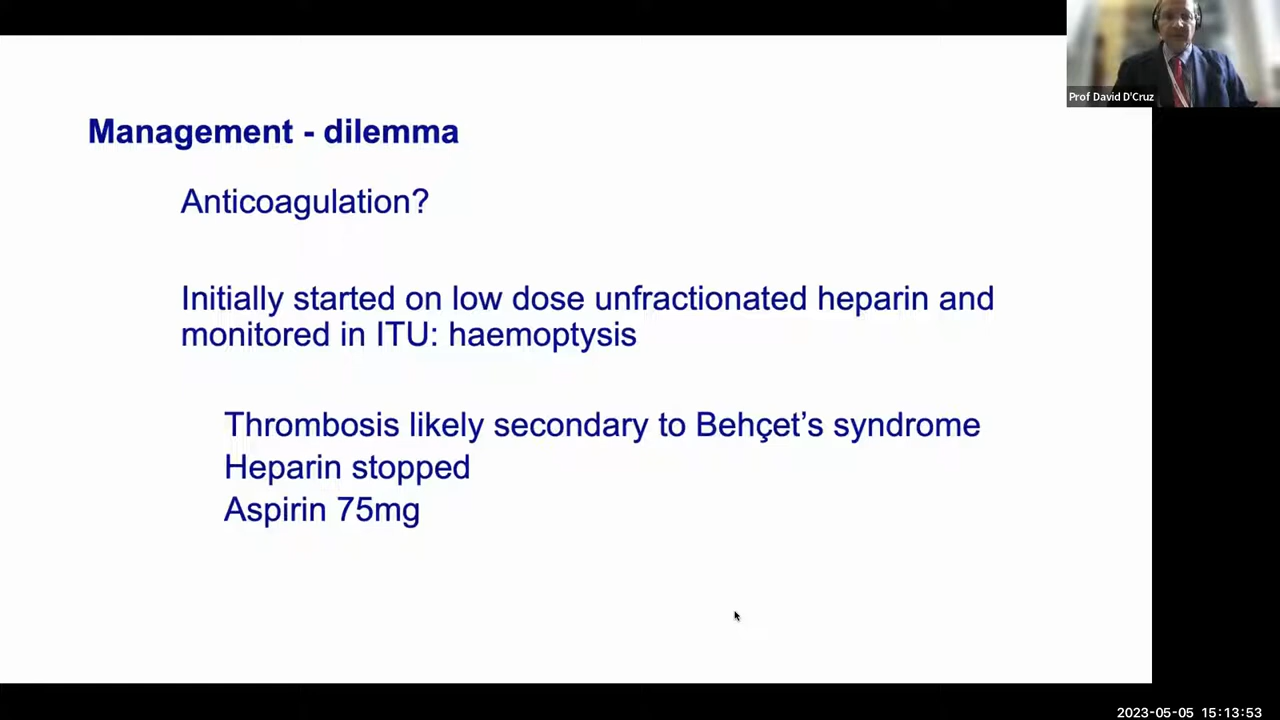 Prof David D'Cruz
Management - dilemma
Anticoagulation?
Initially started on low dose unfractionated heparin and
monitored in ITU: haemoptysis
Thrombosis likely secondary to Behçet’s syndrome
Heparin stopped
Aspirin 75mg
2023-05-05 15:13:53